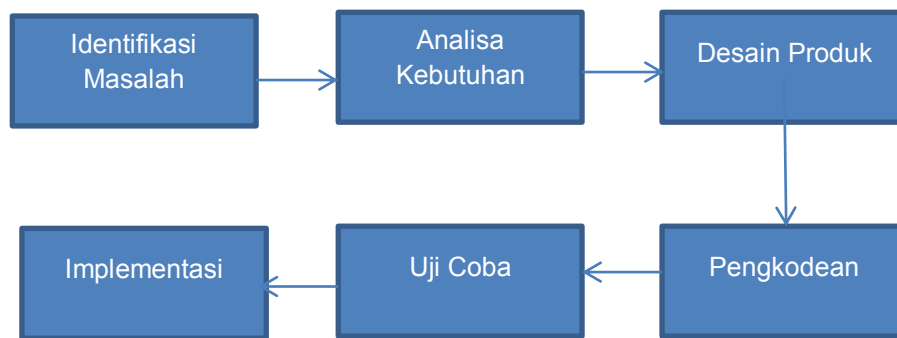 Identifikasi
Masalah
Analisa
Kebutuhan
Desain Produk
Implementasi
Uji Coba
Pengkodean